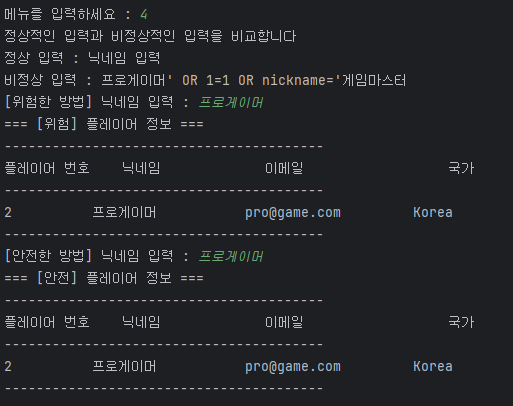 메뉴를 입력하세요 : 4
정상적인 입력과 비정상적인 입력을 비교합니다
정상 입력 : 닉네임 입력
비정상 입력 : 프로게이머' OR 1=1 OR nickname='게임마스터
[위험한 방법] 닉네임 입력 : 프로게이머
=== [위험] 플레이어 정보 ===
----------------------------------------
플레이어 번호 닉네임 이메일 국가
----------------------------------------
2 프로게이머 pro@game.com Korea
----------------------------------------
[안전한 방법] 닉네임 입력 : 프로게이머
=== [안전] 플레이어 정보 ===
----------------------------------------
플레이어 번호 닉네임 이메일 국가
----------------------------------------
2 프로게이머 pro@game.com Korea
----------------------------------------